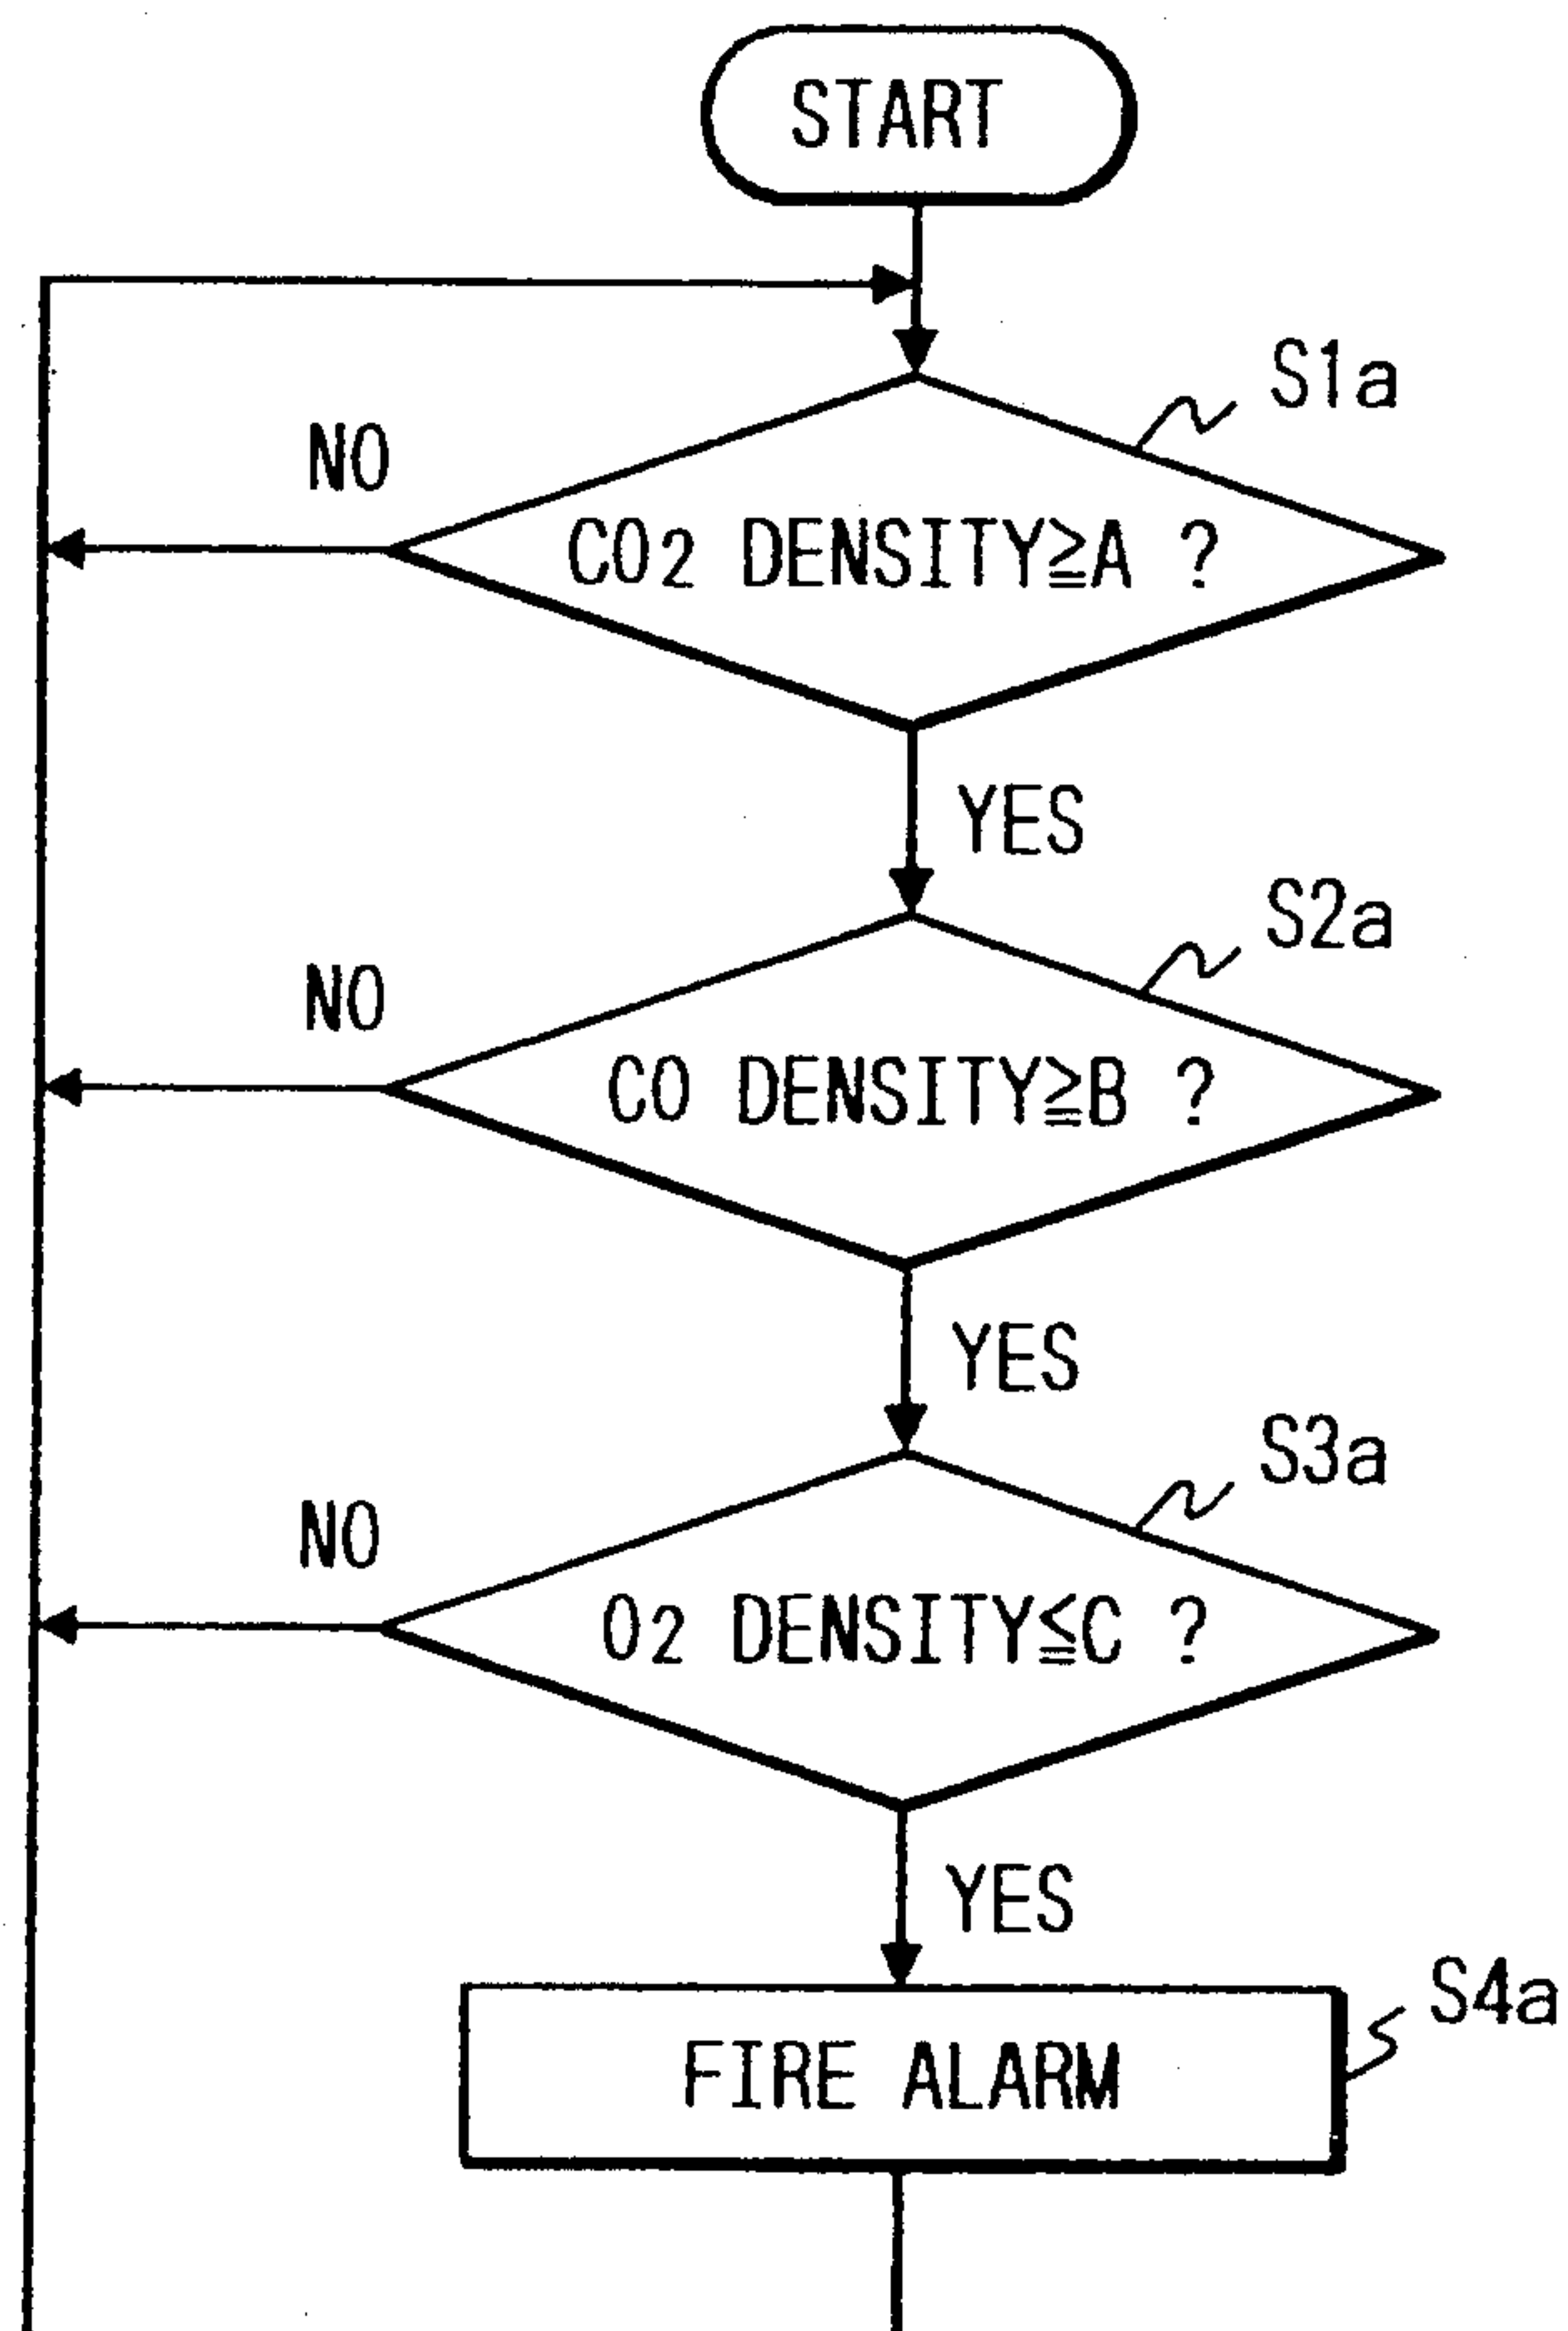 START
S1a
NO
CO2 DENSITY≧A ?
YES
S2a
NO
CO DENSITY≧B ?
YES
S3a
NO
O2 DENSITY≦C ?
YES
S4a
FIRE ALARM